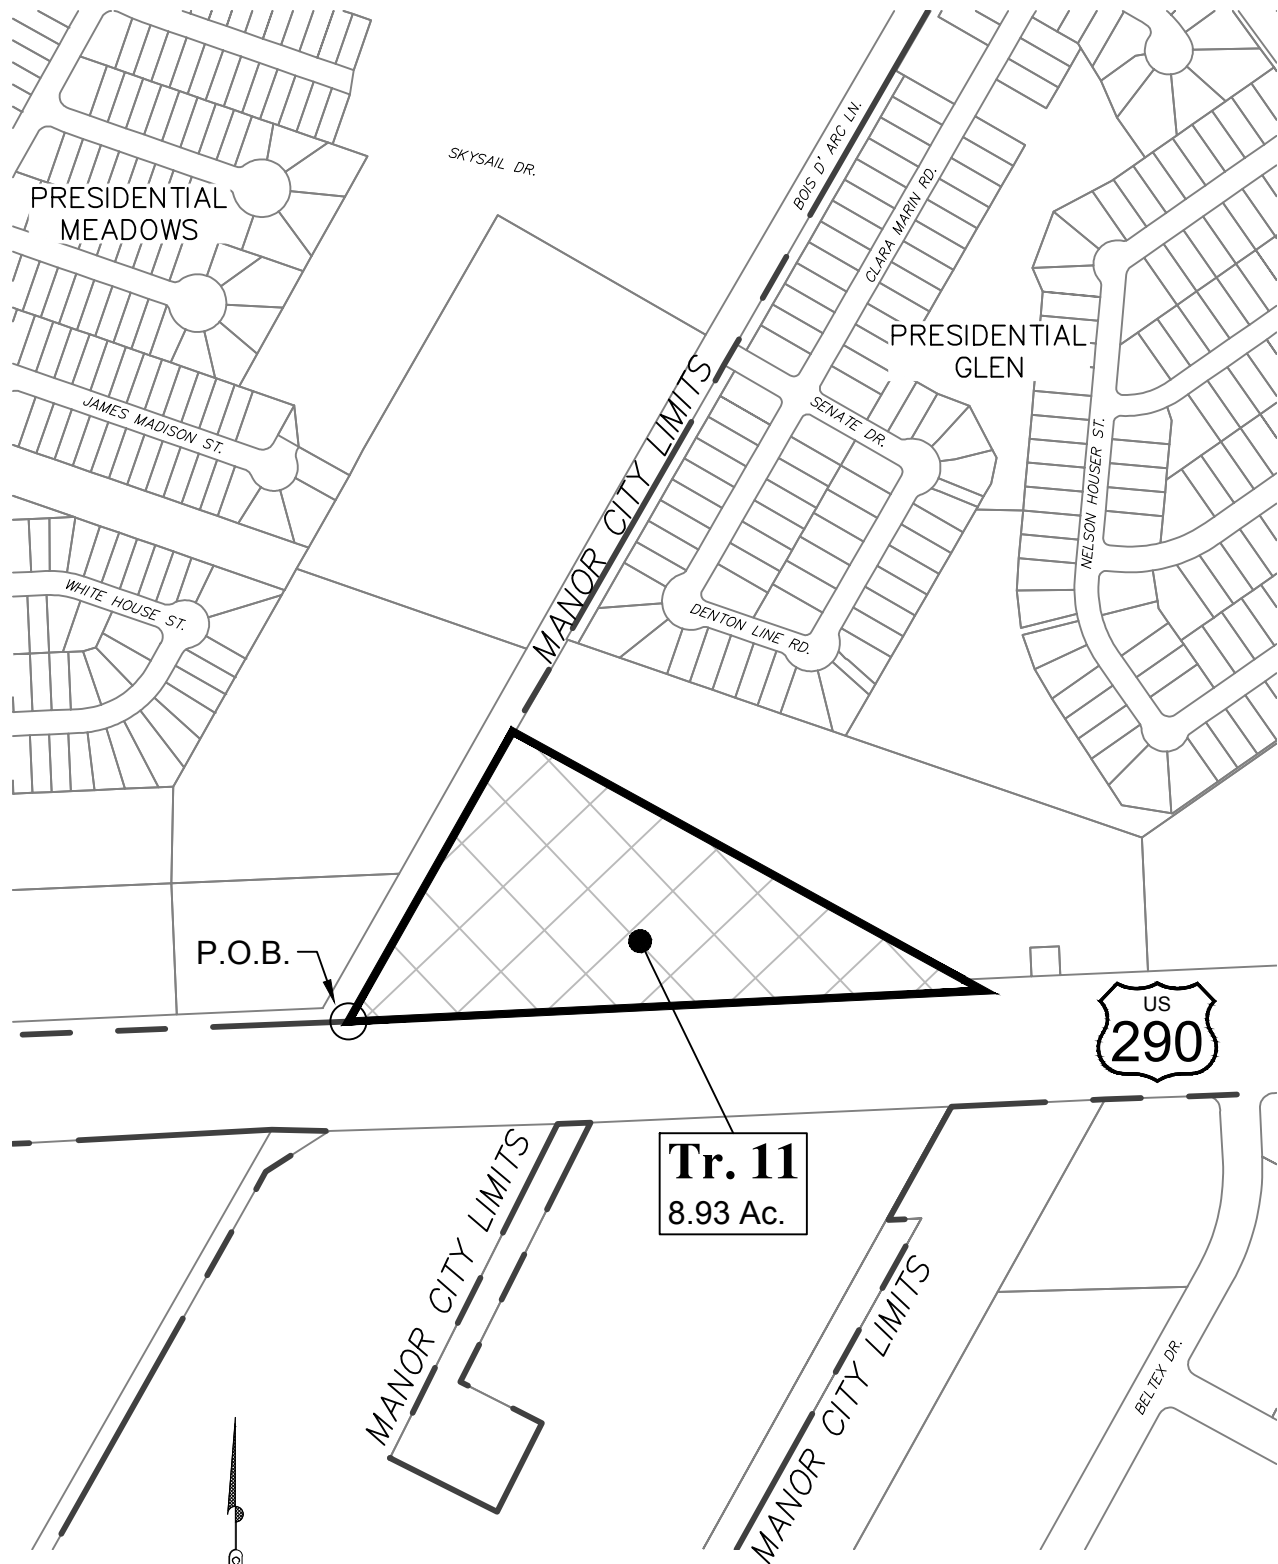 SKYSAIL DR.
BOIS D' ARC LN.
CLARA MARIN RD.
PRESIDENTIAL
MEADOWS
PRESIDENTIAL
GLEN
JAMES MADISON ST.
SENATE DR.
NELSON HOUSER ST.
MANOR CITY LIMITS
WHITE HOUSE ST.
DENTON LINE RD.
P.O.B.
US
290
Tr. 11
8.93 Ac.
MANOR CITY LIMITS
MANOR CITY LIMITS
BELTEX DR.